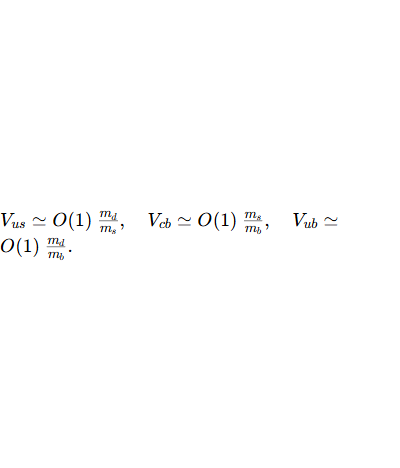 $V_{us} \simeq O(1)\ \frac{m_d}{m_s},\quad V_{cb} \simeq O(1)\ \frac{m_s}{m_b},\quad V_{ub} \simeq$
$O(1)\ \frac{m_d}{m_b}.$